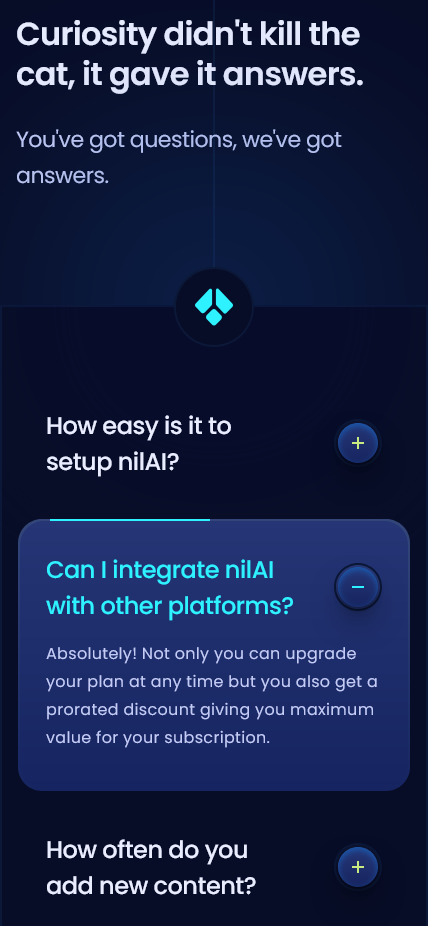 Curiosity didn't kill the
cat, it gave it answers.
You've got questions, we've got
answers.
How easy is it to
setup nilAI?
Can I integrate nilAI
with other platforms?
Absolutely! Not only you can upgrade
your plan at any time but you also get a
prorated discount giving you maximum
value for your subscription.
How often do you
add new content?